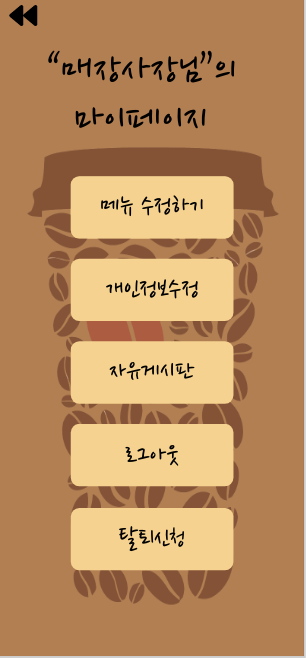 “매장사장님”의
마이페이지
메뉴 수정하기
개인정보수정
자유게시판
로그아웃
탈퇴신청